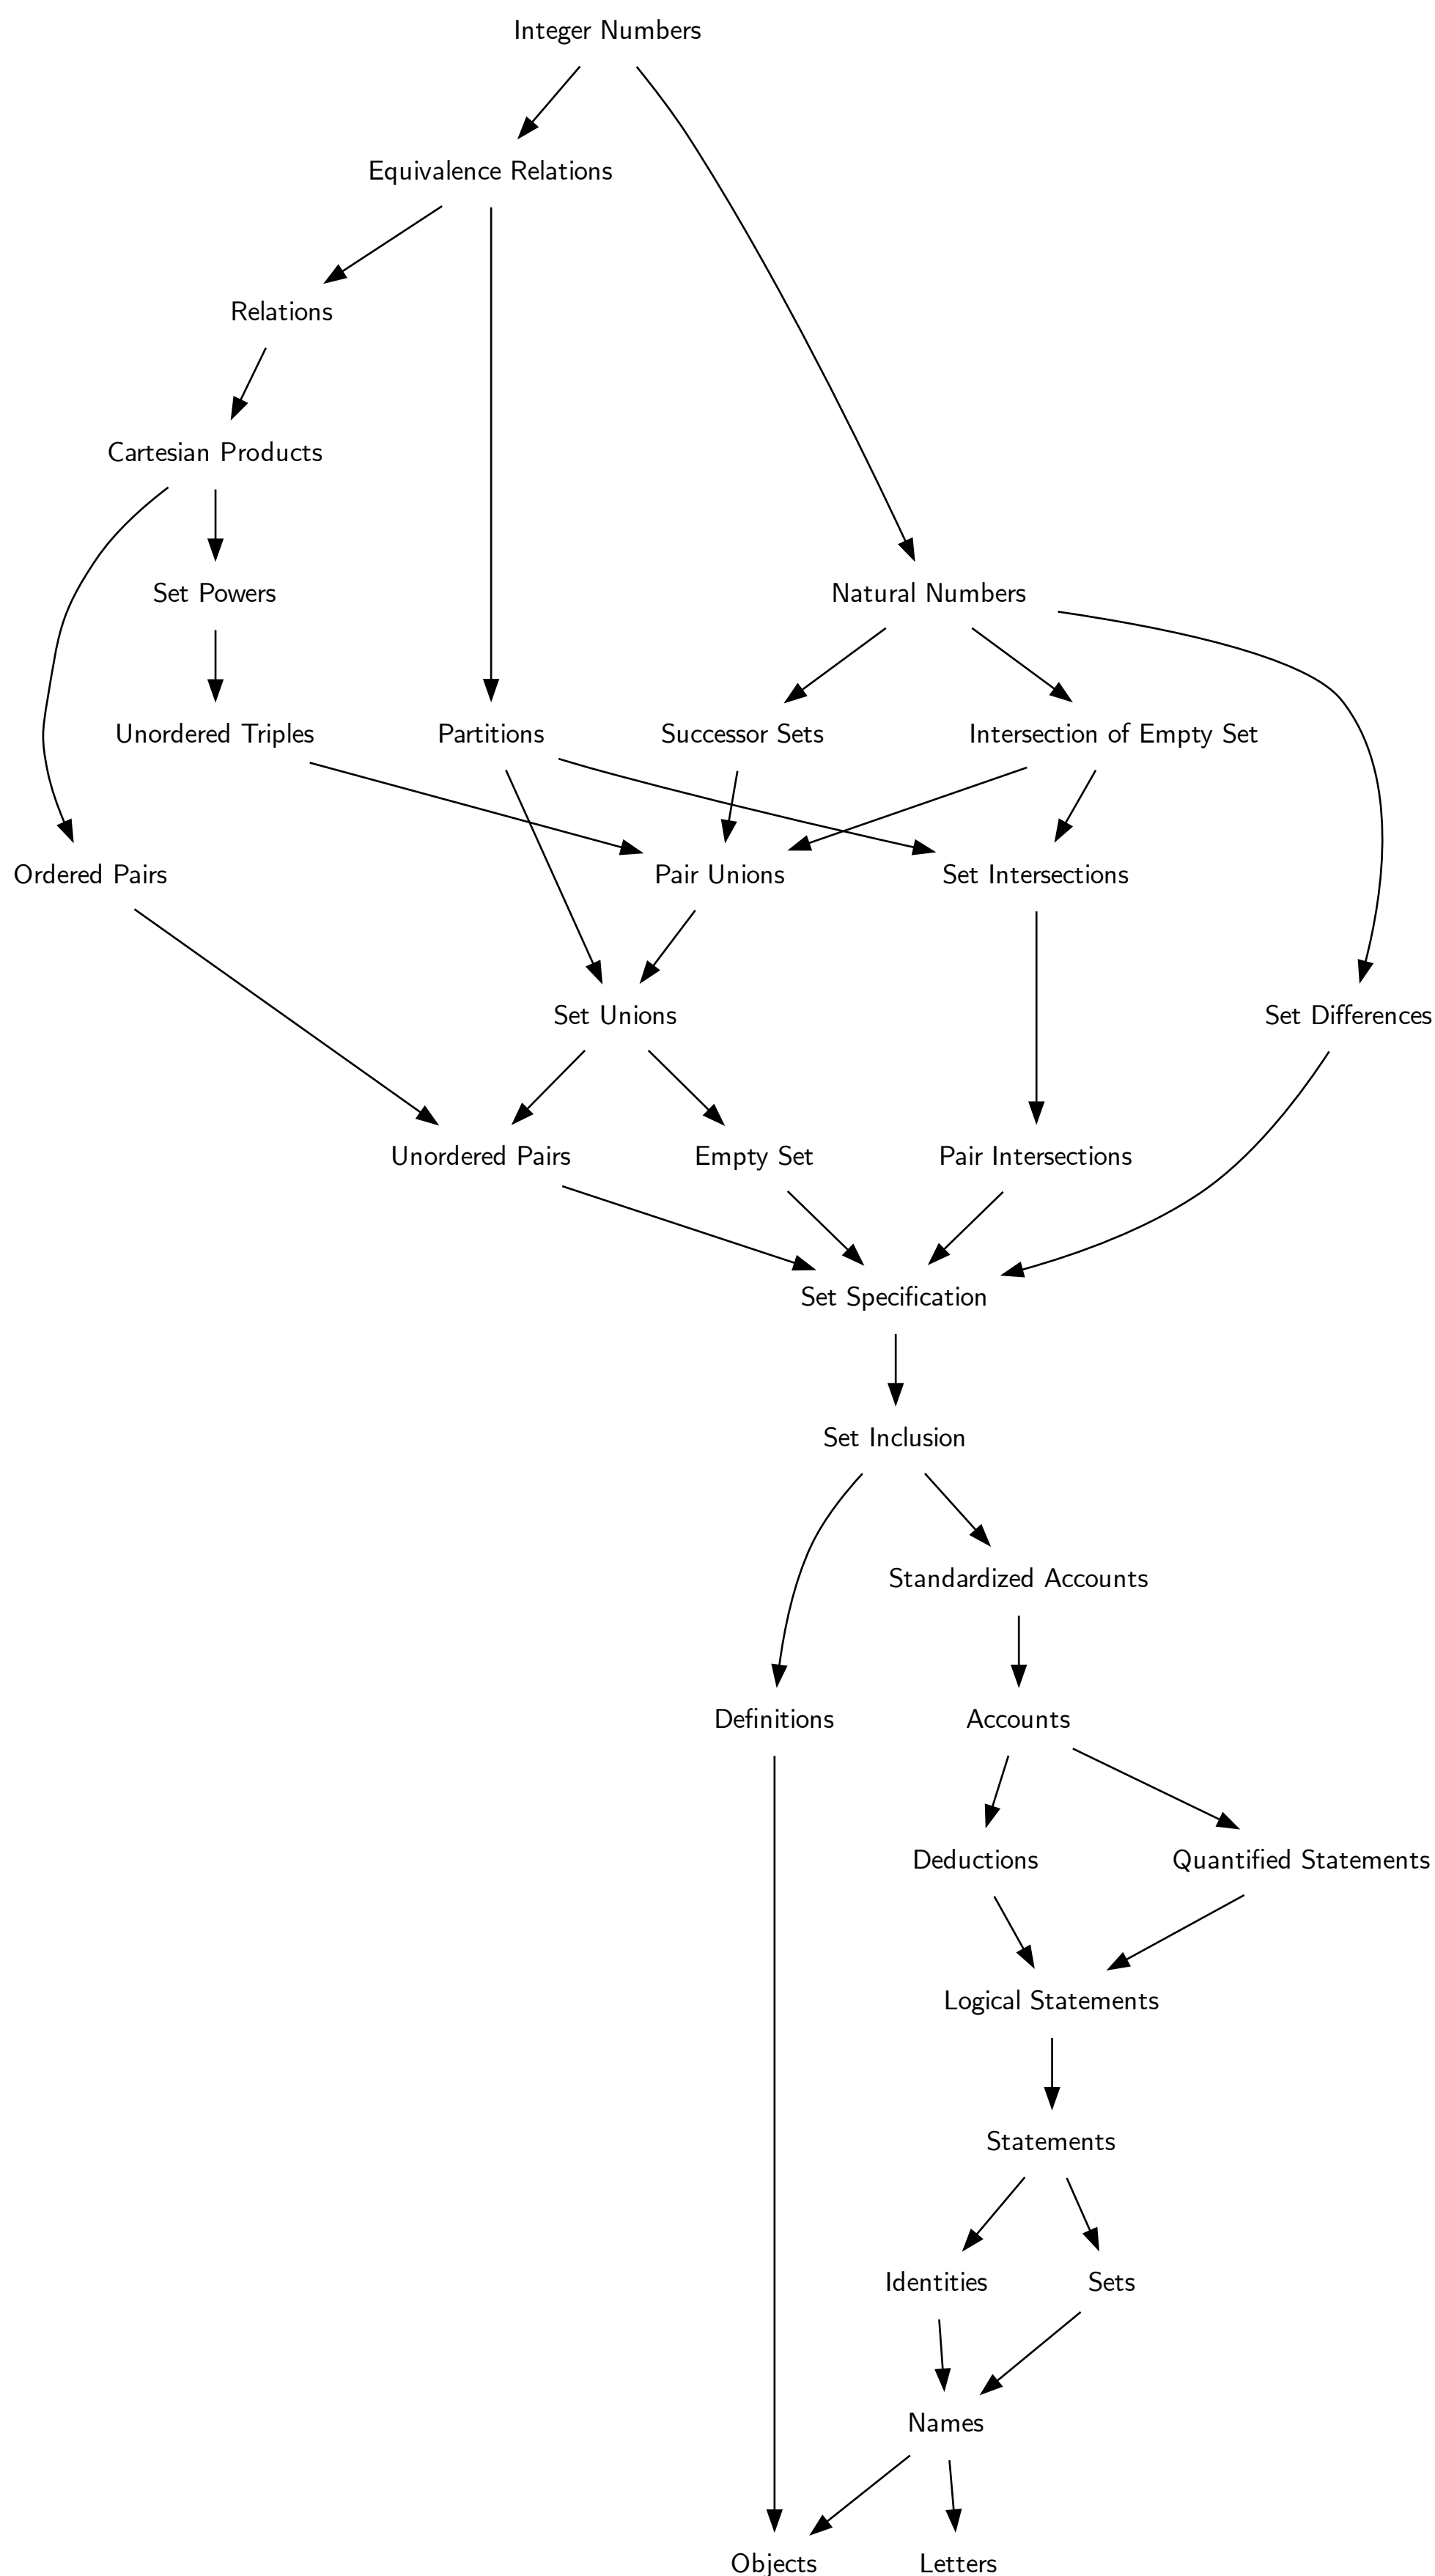 Integer Numbers
Equivalence Relations
Relations
Cartesian Products
Set Powers
Natural Numbers
Unordered Triples
Partitions
Successor Sets
Intersection of Empty Set
Ordered Pairs
Pair Unions
Set Intersections
Set Unions
Set Differences
Unordered Pairs
Empty Set
Pair Intersections
Set Specification
Set Inclusion
Standardized Accounts
Definitions
Accounts
Deductions
Quantified Statements
Logical Statements
Statements
Identities
Sets
Names
Objects
Letters